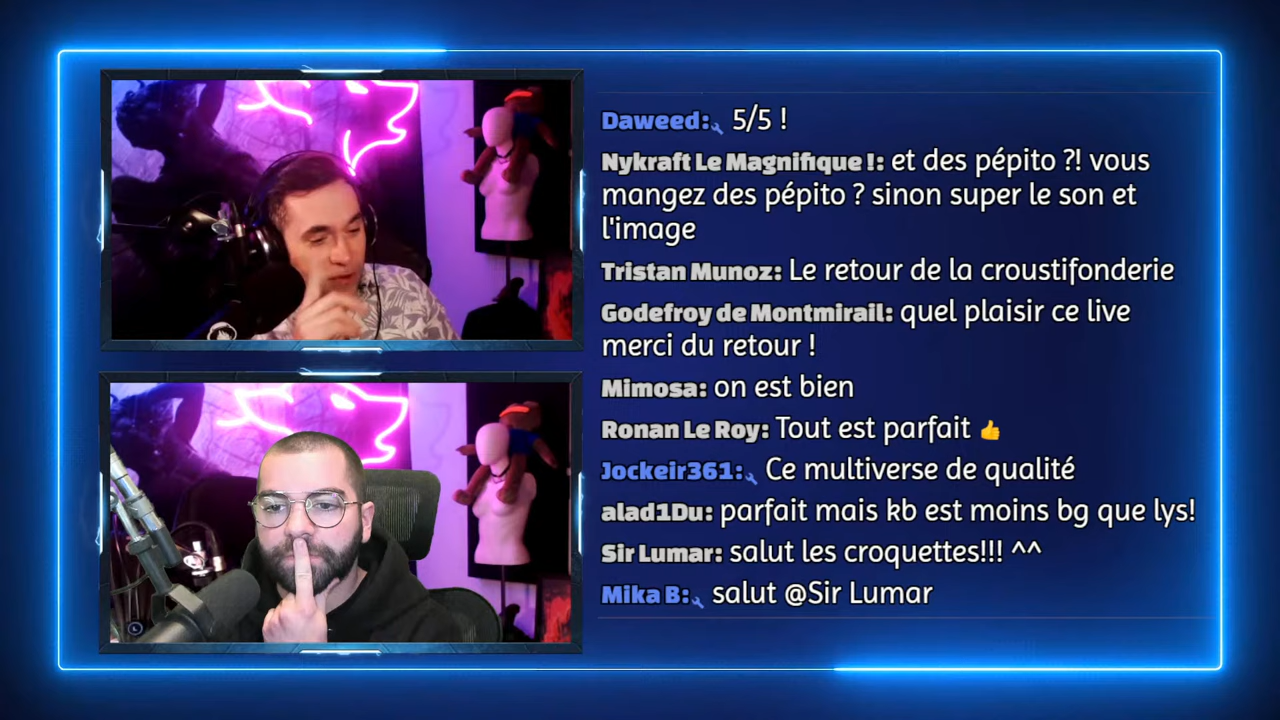 Daweed: 5/5 !
Nykraft Le Magnifique !: et des pépito ?! vous
mangez des pépito ? sinon super le son et
l'image
Tristan Munoz: Le retour de la croustifonderie
Godefroy de Montmirail: quel plaisir ce live
merci du retour !
Mimosa: on est bien
Ronan Le Roy: Tout est parfait 👍
Jockeir361: Ce multiverse de qualité
alad1Du: parfait mais kb est moins bg que lys!
Sir Lumar: salut les croquettes!!! ^^
Mika B: salut @Sir Lumar